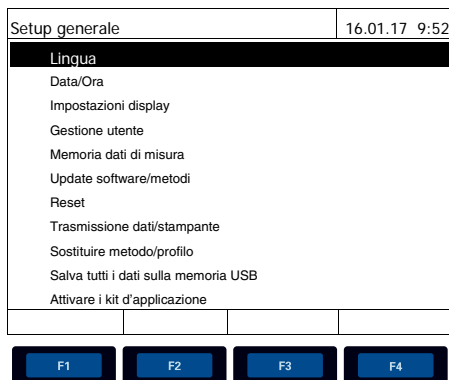 Setup generale 16.01.17 9:52
Lingua
Data/Ora
Impostazioni display
Gestione utente
Memoria dati di misura
Update software/metodi
Reset
Trasmissione dati/stampante
Sostituire metodo/profilo
Salva tutti i dati sulla memoria USB
Attivare i kit d'applicazione
F1 F2 F3 F4